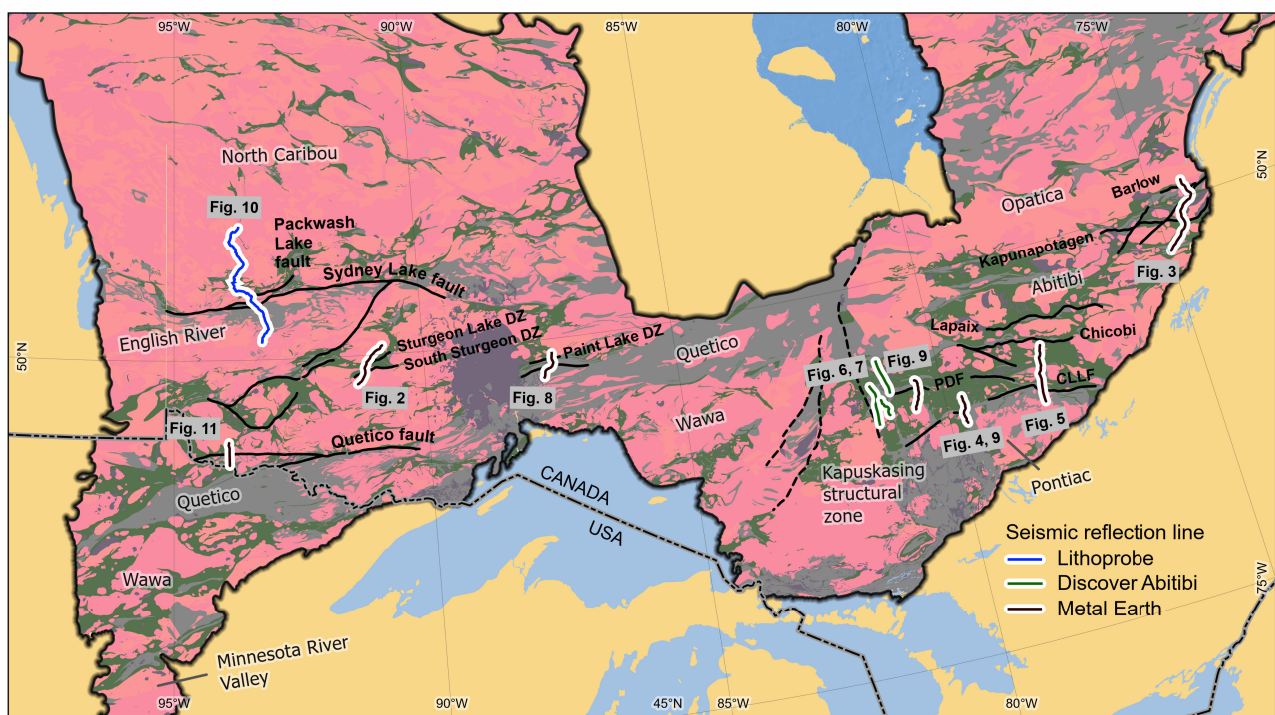 95°W
90°W
85°W
80°W
75°W
50°N
North Caribou
Fig. 10
Packwash
Lake
fault
Sydney Lake fault
Opatica
Barlow
Kapunapotagen
Fig. 3
Abitibi
English River
50°N
Sturgeon Lake DZ
South Sturgeon DZ
Paint Lake DZ
Quetico
Lapaix
Chicobi
Fig. 6, 7
Fig. 9
PDF
CLLF
Fig. 2
Fig. 8
Wawa
Fig. 11
Quetico fault
Fig. 4, 9
Fig. 5
Quetico
CANADA
USA
Kapuskasing
structural
zone
Pontiac
Seismic reflection line
Lithoprobe
Discover Abitibi
Metal Earth
Wawa
75°W
Minnesota River
Valley
95°W
90°W
45°N
85°W
80°W